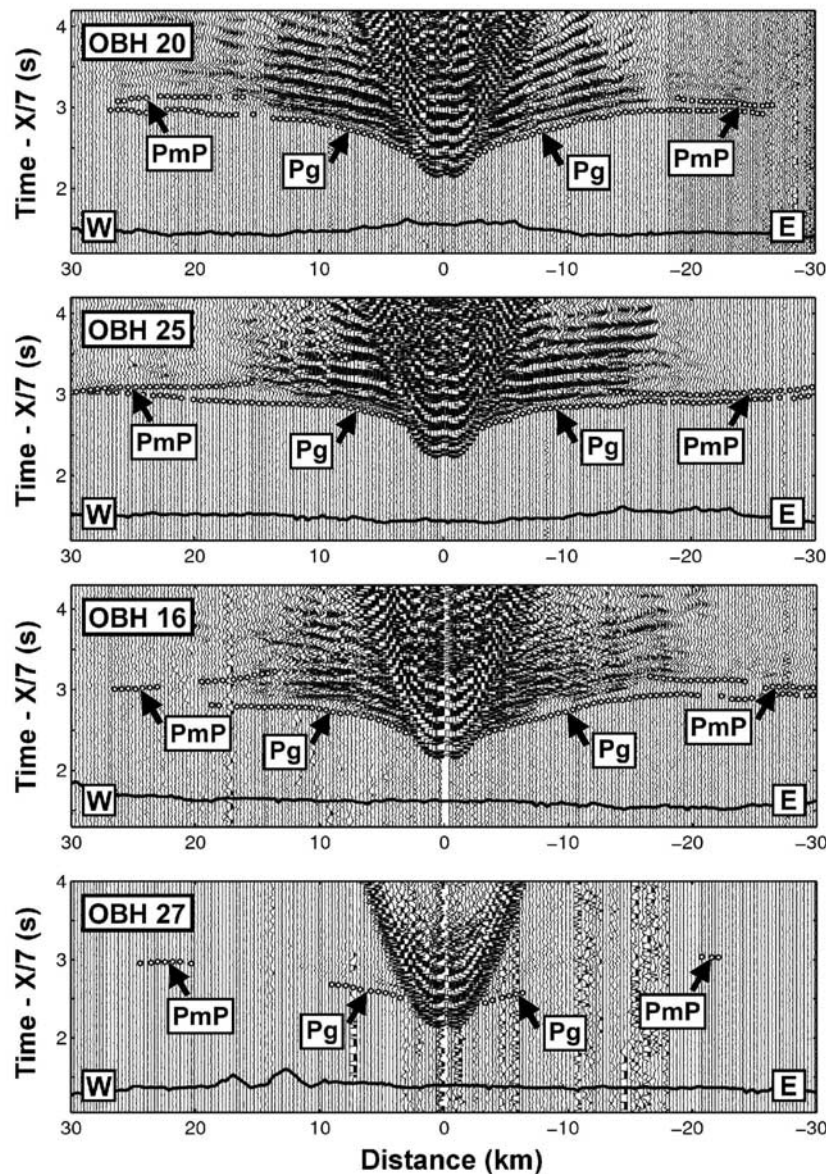 OBH 20
Time - X/7 (s)
4
3
2
PmP
Pg
Pg
PmP
W
E
30
20
10
0
-10
-20
-30
OBH 25
Time - X/7 (s)
4
3
2
PmP
Pg
Pg
PmP
W
E
30
20
10
0
-10
-20
-30
OBH 16
Time - X/7 (s)
4
3
2
PmP
Pg
Pg
PmP
W
E
30
20
10
0
-10
-20
-30
OBH 27
Time - X/7 (s)
4
3
2
PmP
Pg
Pg
PmP
W
E
30
20
10
0
-10
-20
-30
Distance (km)